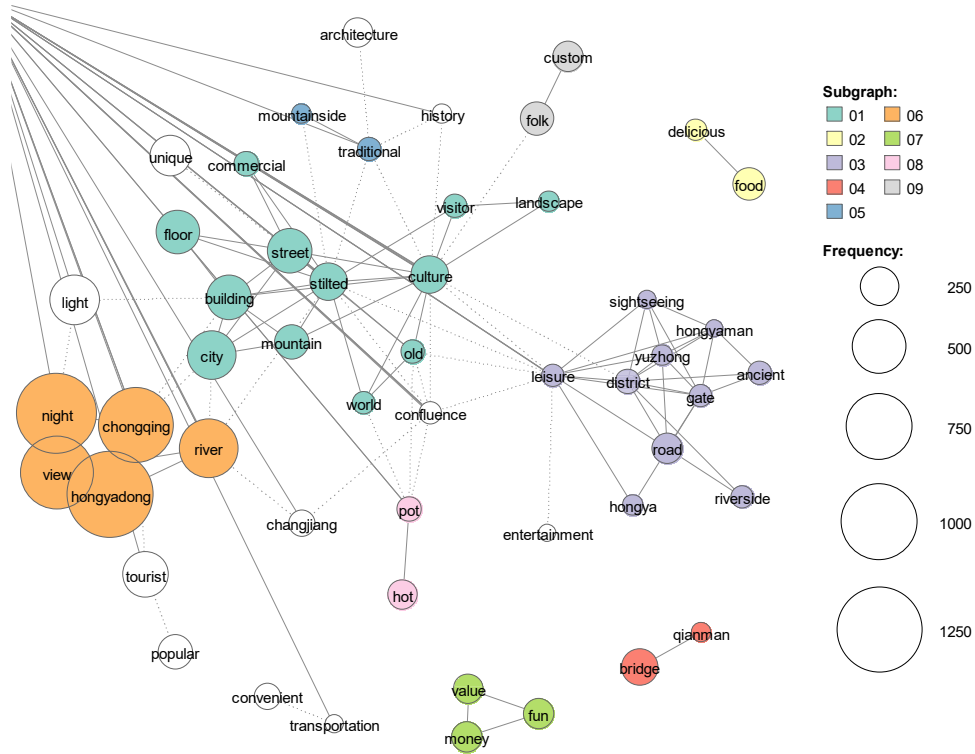 architecture
custom
mountainside
history
folk
delicious
unique
commercial
traditional
food
visitor
landscape
floor
street
culture
stilted
light
building
mountain
city
old
world
confluence
leisure
sightseeing
hongyaman
yuzhong
district
gate
ancient
night
chongqing
river
view
hongyadong
road
hongya
riverside
pot
changjiang
entertainment
tourist
hot
popular
qianman
bridge
convenient
transportation
value
fun
money
Subgraph:
01 06
02 07
03 08
04 09
05
Frequency:
250
500
750
1000
1250